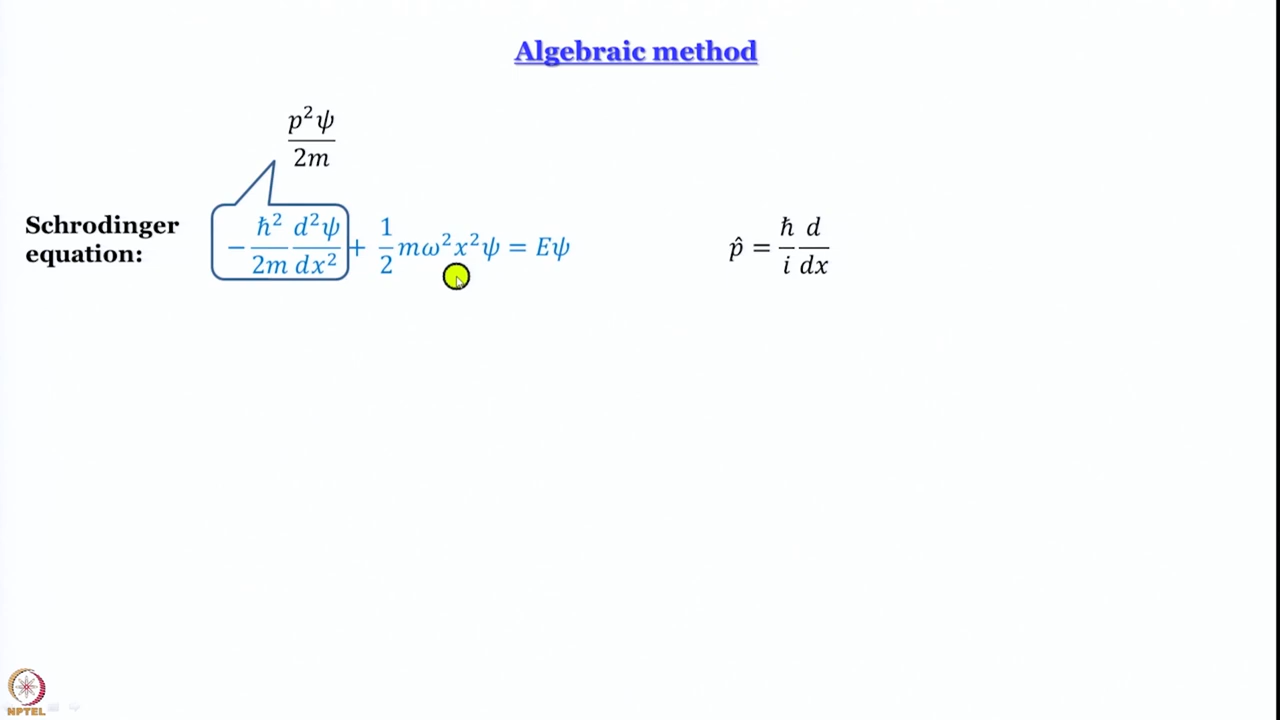 Algebraic method
p²ψ
2m
Schrodinger equation:
− ħ²/2m d²ψ/dx² + 1/2 mω²x²ψ = Eψ
p̂ = ħ/i d/dx
NPTEL